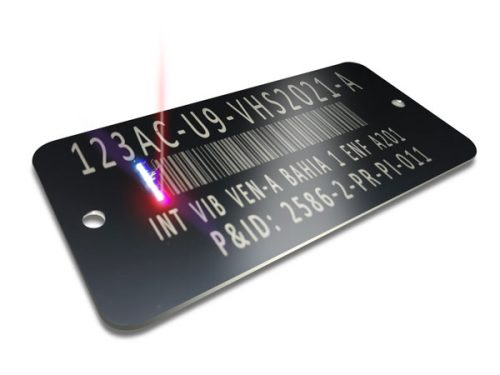 123AC-U9-VHS2021-A
INT VIB VEN-A BAHIA 1 ENF A201
P&ID: 2586-2-PR-PI-011